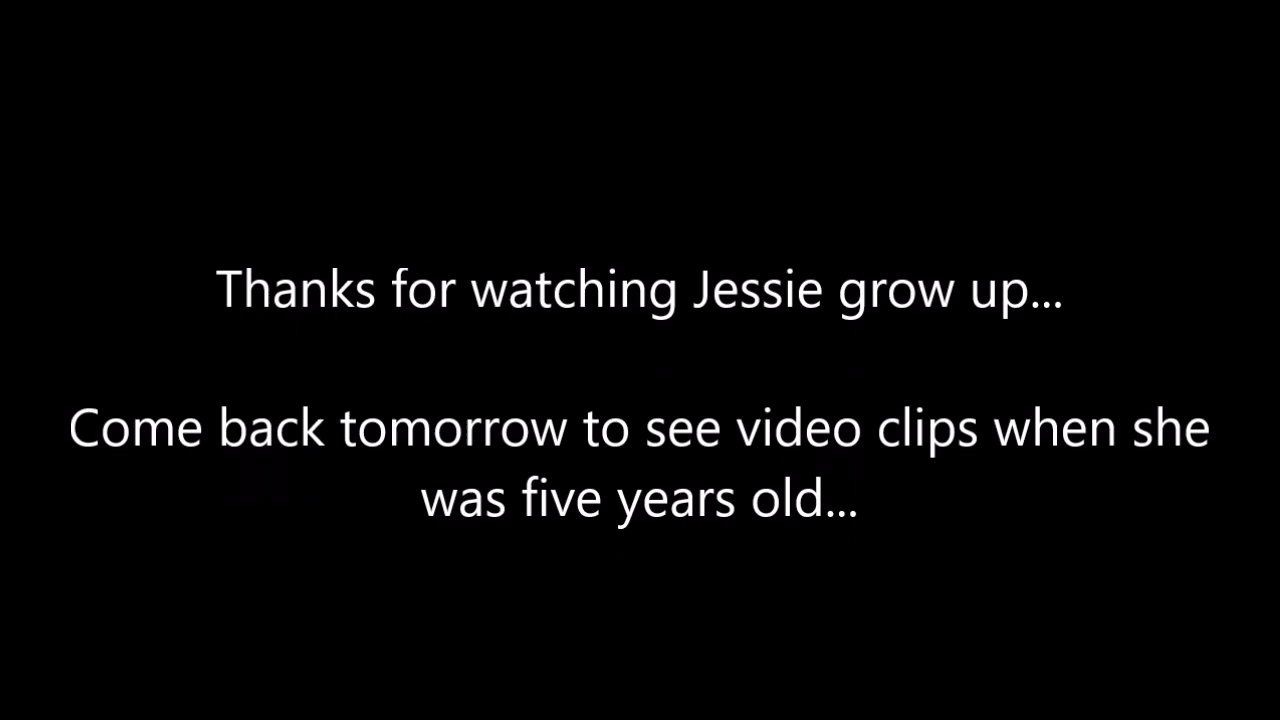 Thanks for watching Jessie grow up...
Come back tomorrow to see video clips when she
was five years old...